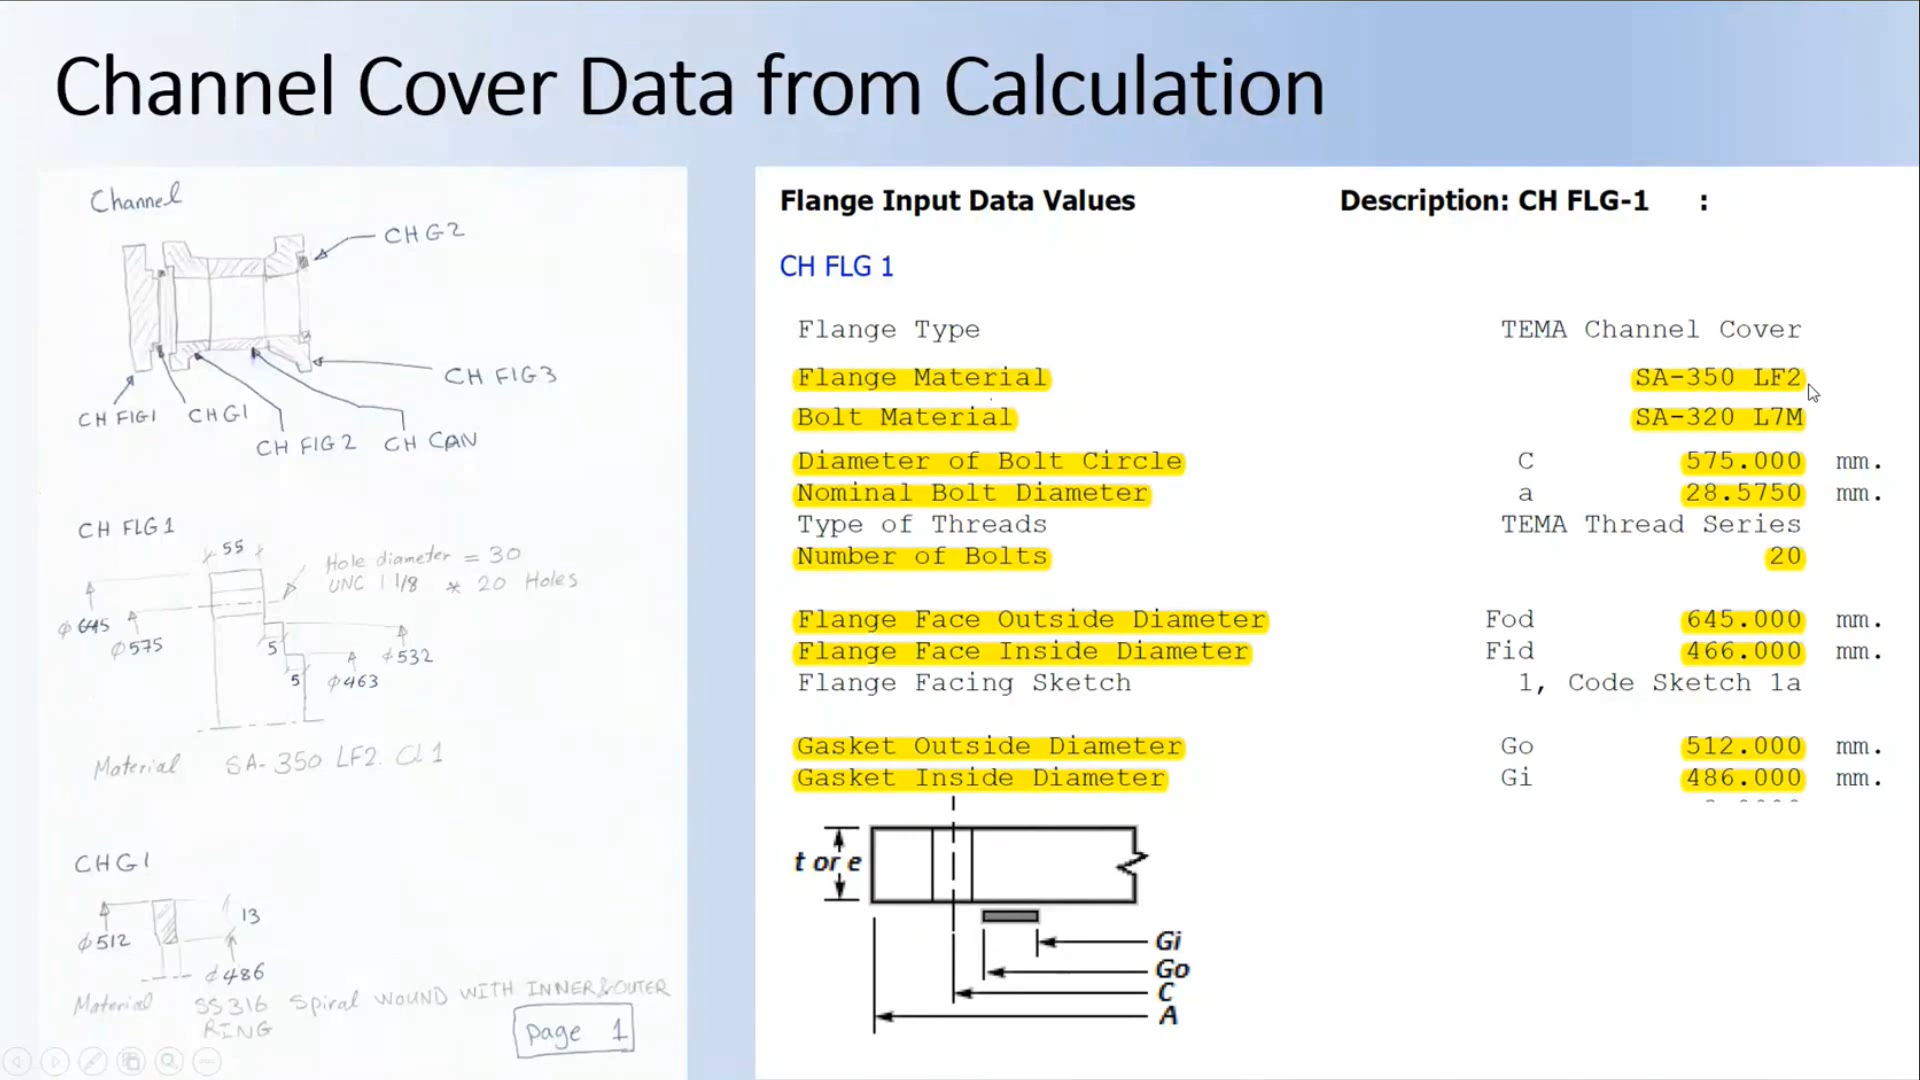 Channel Cover Data from Calculation
Channel
CH G2
CH FIG3
CH FIG1
CHG1
CH FIG2
CH CAN
CH FLG1
55
Hole diameter = 30
UNC 1 1/8 * 20 Holes
φ645
φ575
5
φ532
5
φ463
Material SA-350 LF2. Cl 1
CHG1
13
φ512
φ486
Material SS316 Spiral WOUND WITH INNER & OUTER
RING
page 1
Flange Input Data Values Description: CH FLG-1 :
CH FLG 1
Flange Type TEMA Channel Cover
Flange Material SA-350 LF2
Bolt Material SA-320 L7M
Diameter of Bolt Circle C 575.000 mm.
Nominal Bolt Diameter a 28.5750 mm.
Type of Threads TEMA Thread Series
Number of Bolts 20
Flange Face Outside Diameter Fod 645.000 mm.
Flange Face Inside Diameter Fid 466.000 mm.
Flange Facing Sketch 1, Code Sketch 1a
Gasket Outside Diameter Go 512.000 mm.
Gasket Inside Diameter Gi 486.000 mm.
t or e
Gi
Go
C
A